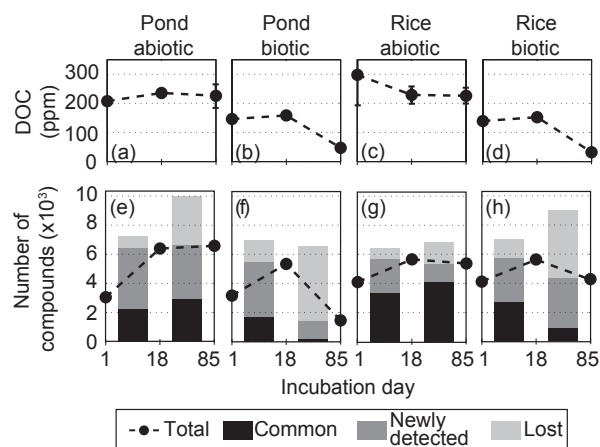 Pond abiotic
Pond biotic
Rice abiotic
Rice biotic
DOC (ppm)
300
200
100
0
(a)
(b)
(c)
(d)
Number of compounds (x10³)
10
8
6
4
2
0
(e)
(f)
(g)
(h)
1 18 85
1 18 85
1 18 85
1 18 85
Incubation day
Total
Common
Newly detected
Lost